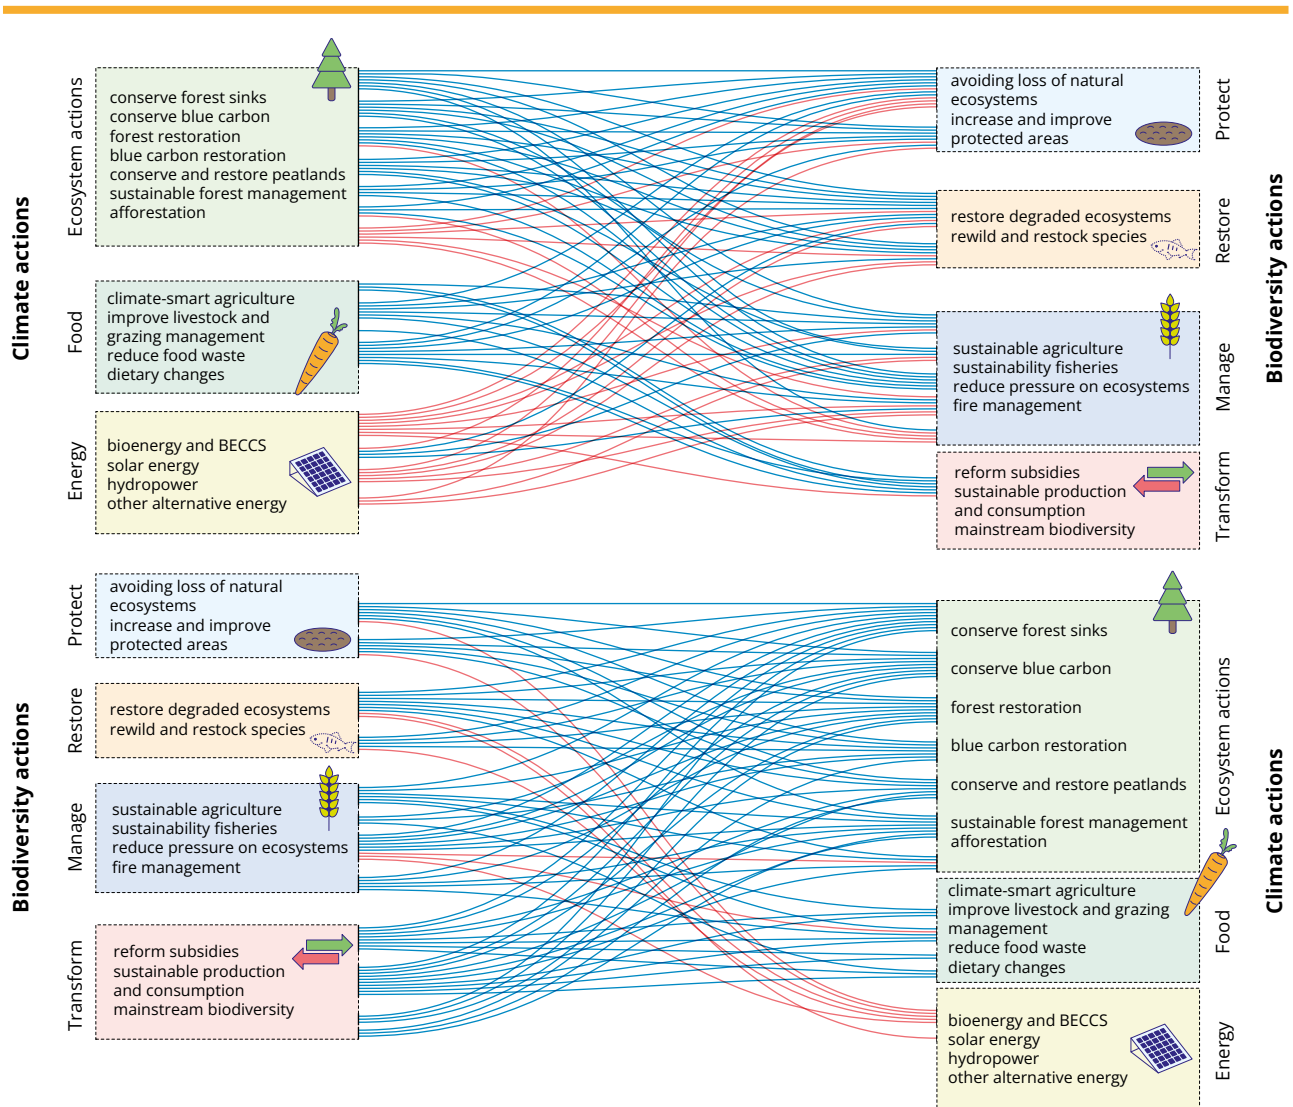 Climate actions
Ecosystem actions
conserve forest sinks
conserve blue carbon
forest restoration
blue carbon restoration
conserve and restore peatlands
sustainable forest management
afforestation
Food
climate-smart agriculture
improve livestock and
grazing management
reduce food waste
dietary changes
Energy
bioenergy and BECCS
solar energy
hydropower
other alternative energy
Biodiversity actions
Protect
avoiding loss of natural
ecosystems
increase and improve
protected areas
Restore
restore degraded ecosystems
rewild and restock species
Manage
sustainable agriculture
sustainability fisheries
reduce pressure on ecosystems
fire management
Transform
reform subsidies
sustainable production
and consumption
mainstream biodiversity
Biodiversity actions
Protect
avoiding loss of natural
ecosystems
increase and improve
protected areas
Restore
restore degraded ecosystems
rewild and restock species
Manage
sustainable agriculture
sustainability fisheries
reduce pressure on ecosystems
fire management
Transform
reform subsidies
sustainable production
and consumption
mainstream biodiversity
Climate actions
Ecosystem actions
conserve forest sinks
conserve blue carbon
forest restoration
blue carbon restoration
conserve and restore peatlands
sustainable forest management
afforestation
Food
climate-smart agriculture
improve livestock and grazing
management
reduce food waste
dietary changes
Energy
bioenergy and BECCS
solar energy
hydropower
other alternative energy